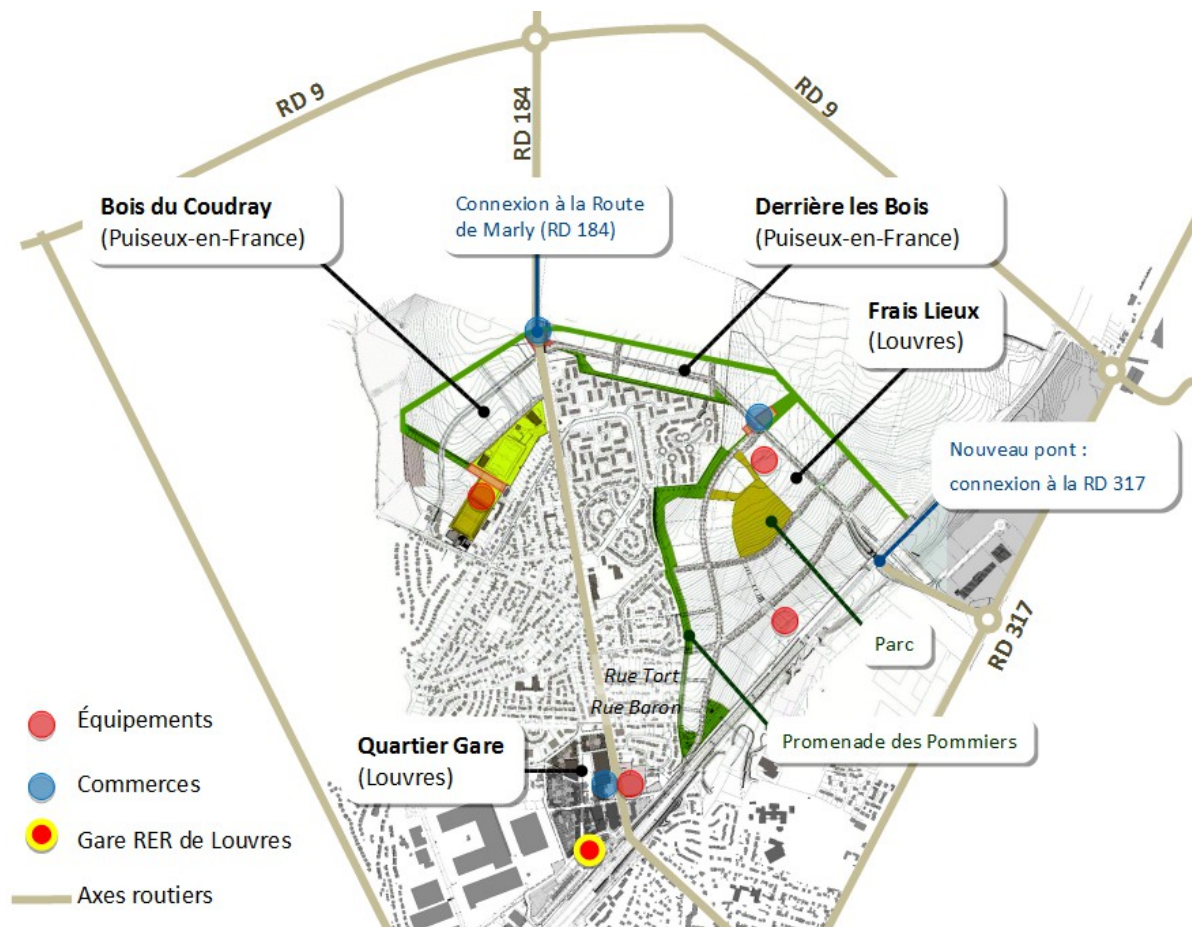 RD 9
RD 184
RD 9
Bois du Coudray
(Puiseux-en-France)
Connexion à la Route
de Marly (RD 184)
Derrière les Bois
(Puiseux-en-France)
Frais Lieux
(Louvres)
Nouveau pont :
connexion à la RD 317
RD 317
Parc
Rue Tort
Rue Baron
Promenade des Pommiers
Quartier Gare
(Louvres)
Équipements
Commerces
Gare RER de Louvres
Axes routiers